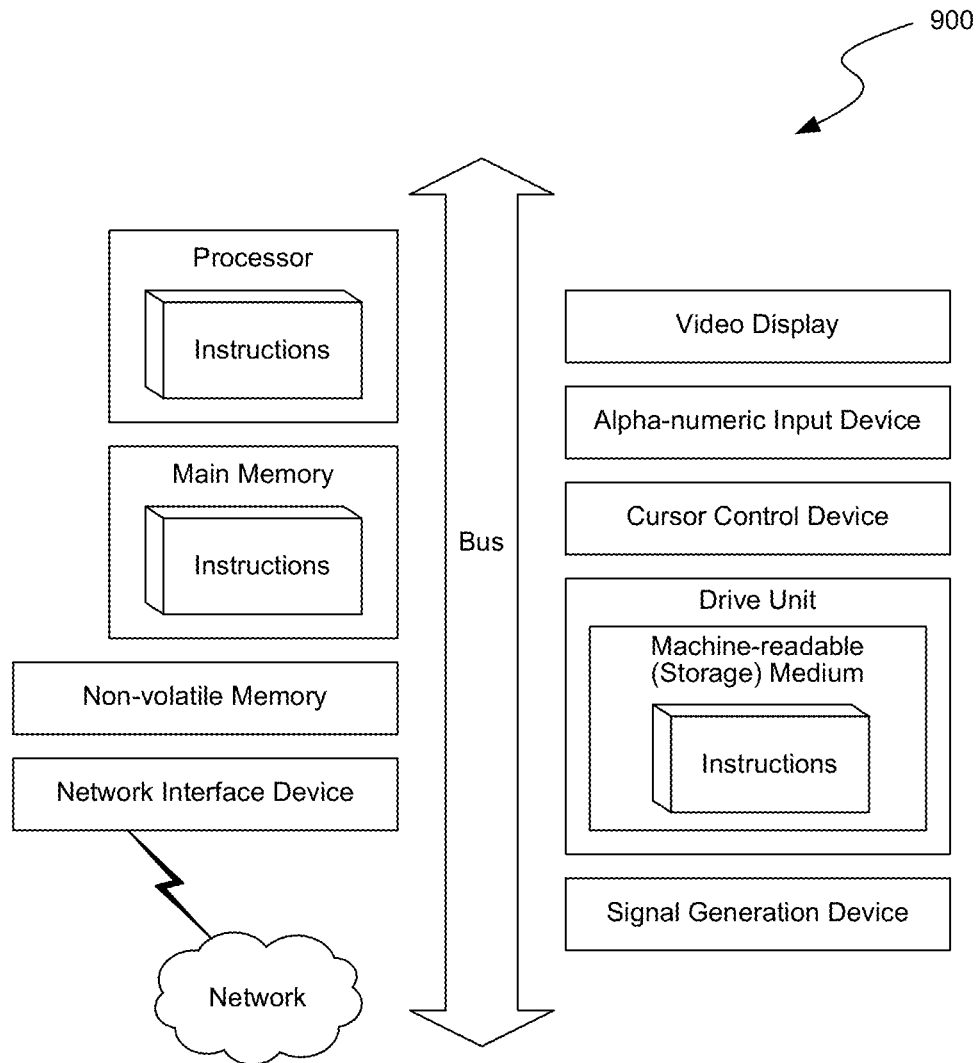 900
Processor
Instructions
Main Memory
Instructions
Non-volatile Memory
Network Interface Device
Network
Bus
Video Display
Alpha-numeric Input Device
Cursor Control Device
Drive Unit
Machine-readable
(Storage) Medium
Instructions
Signal Generation Device